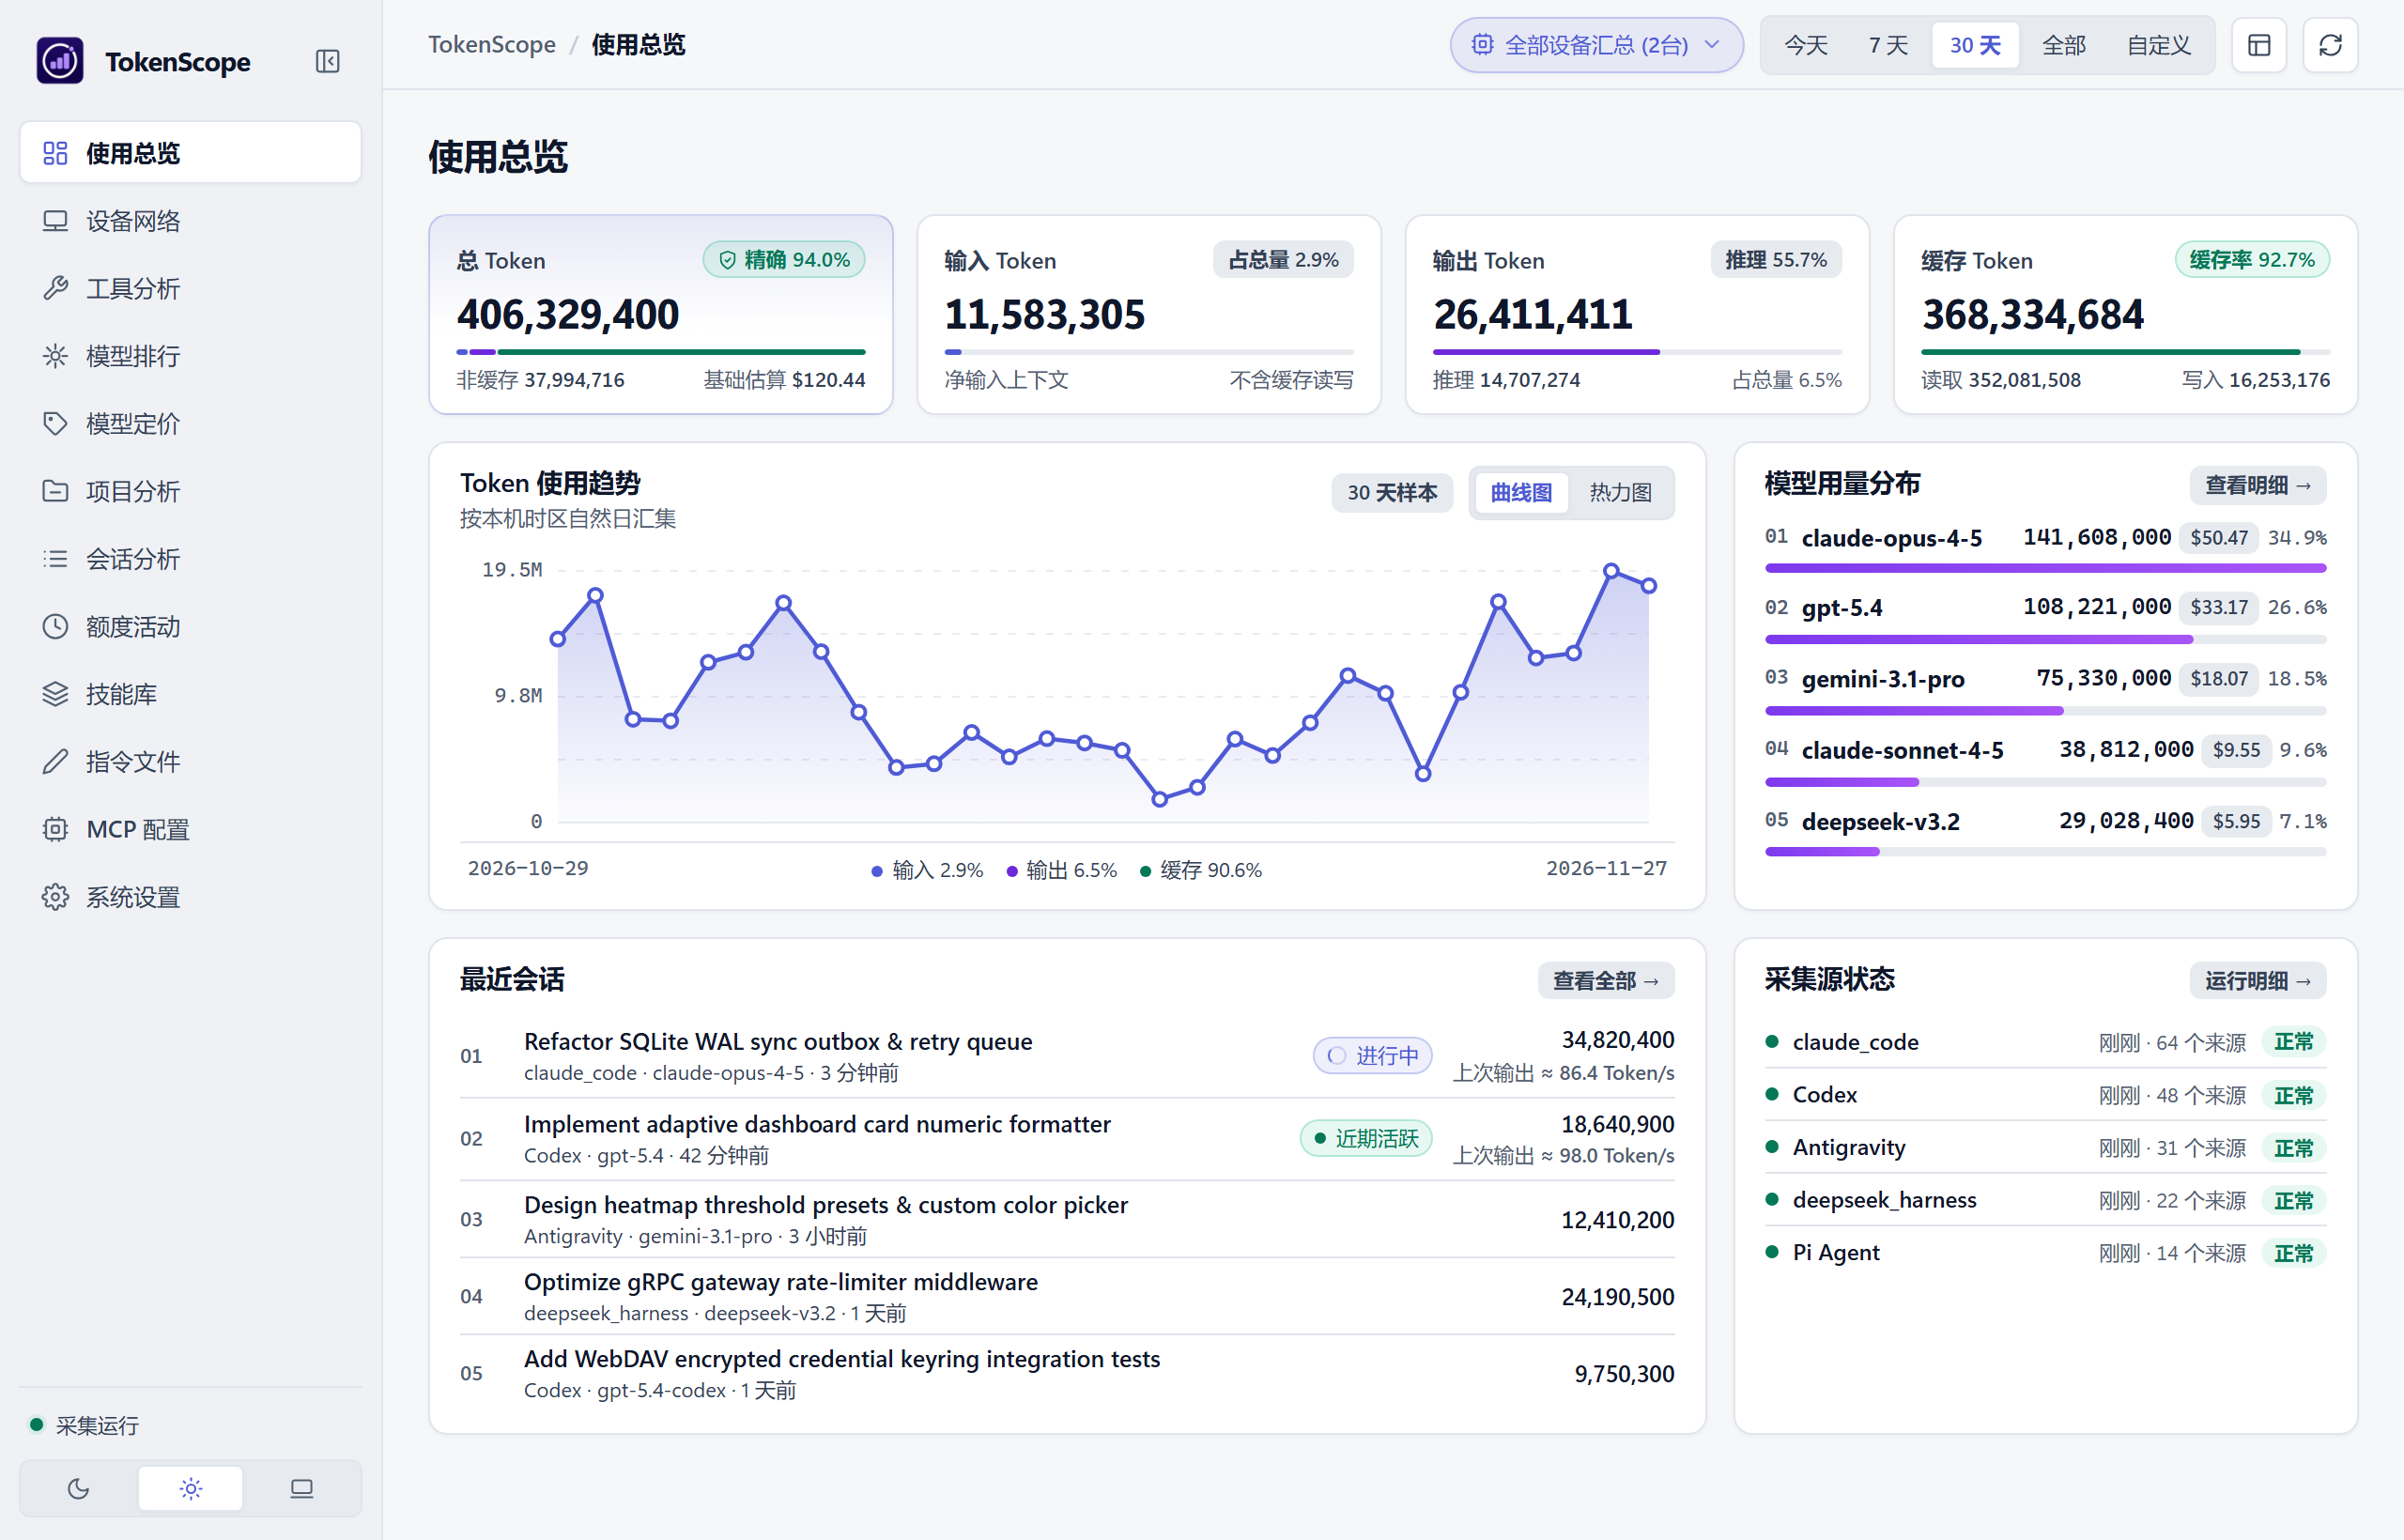 TokenScope
使用总览
设备网络
工具分析
模型排行
模型定价
项目分析
会话分析
额度活动
技能库
指令文件
MCP 配置
系统设置
采集运行
TokenScope / 使用总览
全部设备汇总 (2台)
今天 7 天 30 天 全部 自定义
使用总览
总 Token 精确 94.0%
406,329,400
非缓存 37,994,716 基础估算 $120.44
输入 Token 占总量 2.9%
11,583,305
净输入上下文 不含缓存读写
输出 Token 推理 55.7%
26,411,411
推理 14,707,274 占总量 6.5%
缓存 Token 缓存率 92.7%
368,334,684
读取 352,081,508 写入 16,253,176
Token 使用趋势
按本机时区自然日汇集
30 天样本 曲线图 热力图
19.5M
9.8M
0
2026-10-29 输入 2.9% 输出 6.5% 缓存 90.6% 2026-11-27
模型用量分布 查看明细 →
01 claude-opus-4-5 141,608,000 $50.47 34.9%
02 gpt-5.4 108,221,000 $33.17 26.6%
03 gemini-3.1-pro 75,330,000 $18.07 18.5%
04 claude-sonnet-4-5 38,812,000 $9.55 9.6%
05 deepseek-v3.2 29,028,400 $5.95 7.1%
最近会话 查看全部 →
01 Refactor SQLite WAL sync outbox & retry queue 进行中 34,820,400
claude_code · claude-opus-4-5 · 3 分钟前 上次输出 ≈ 86.4 Token/s
02 Implement adaptive dashboard card numeric formatter 近期活跃 18,640,900
Codex · gpt-5.4 · 42 分钟前 上次输出 ≈ 98.0 Token/s
03 Design heatmap threshold presets & custom color picker 12,410,200
Antigravity · gemini-3.1-pro · 3 小时前
04 Optimize gRPC gateway rate-limiter middleware 24,190,500
deepseek_harness · deepseek-v3.2 · 1 天前
05 Add WebDAV encrypted credential keyring integration tests 9,750,300
Codex · gpt-5.4-codex · 1 天前
采集源状态 运行明细 →
claude_code 刚刚 · 64 个来源 正常
Codex 刚刚 · 48 个来源 正常
Antigravity 刚刚 · 31 个来源 正常
deepseek_harness 刚刚 · 22 个来源 正常
Pi Agent 刚刚 · 14 个来源 正常